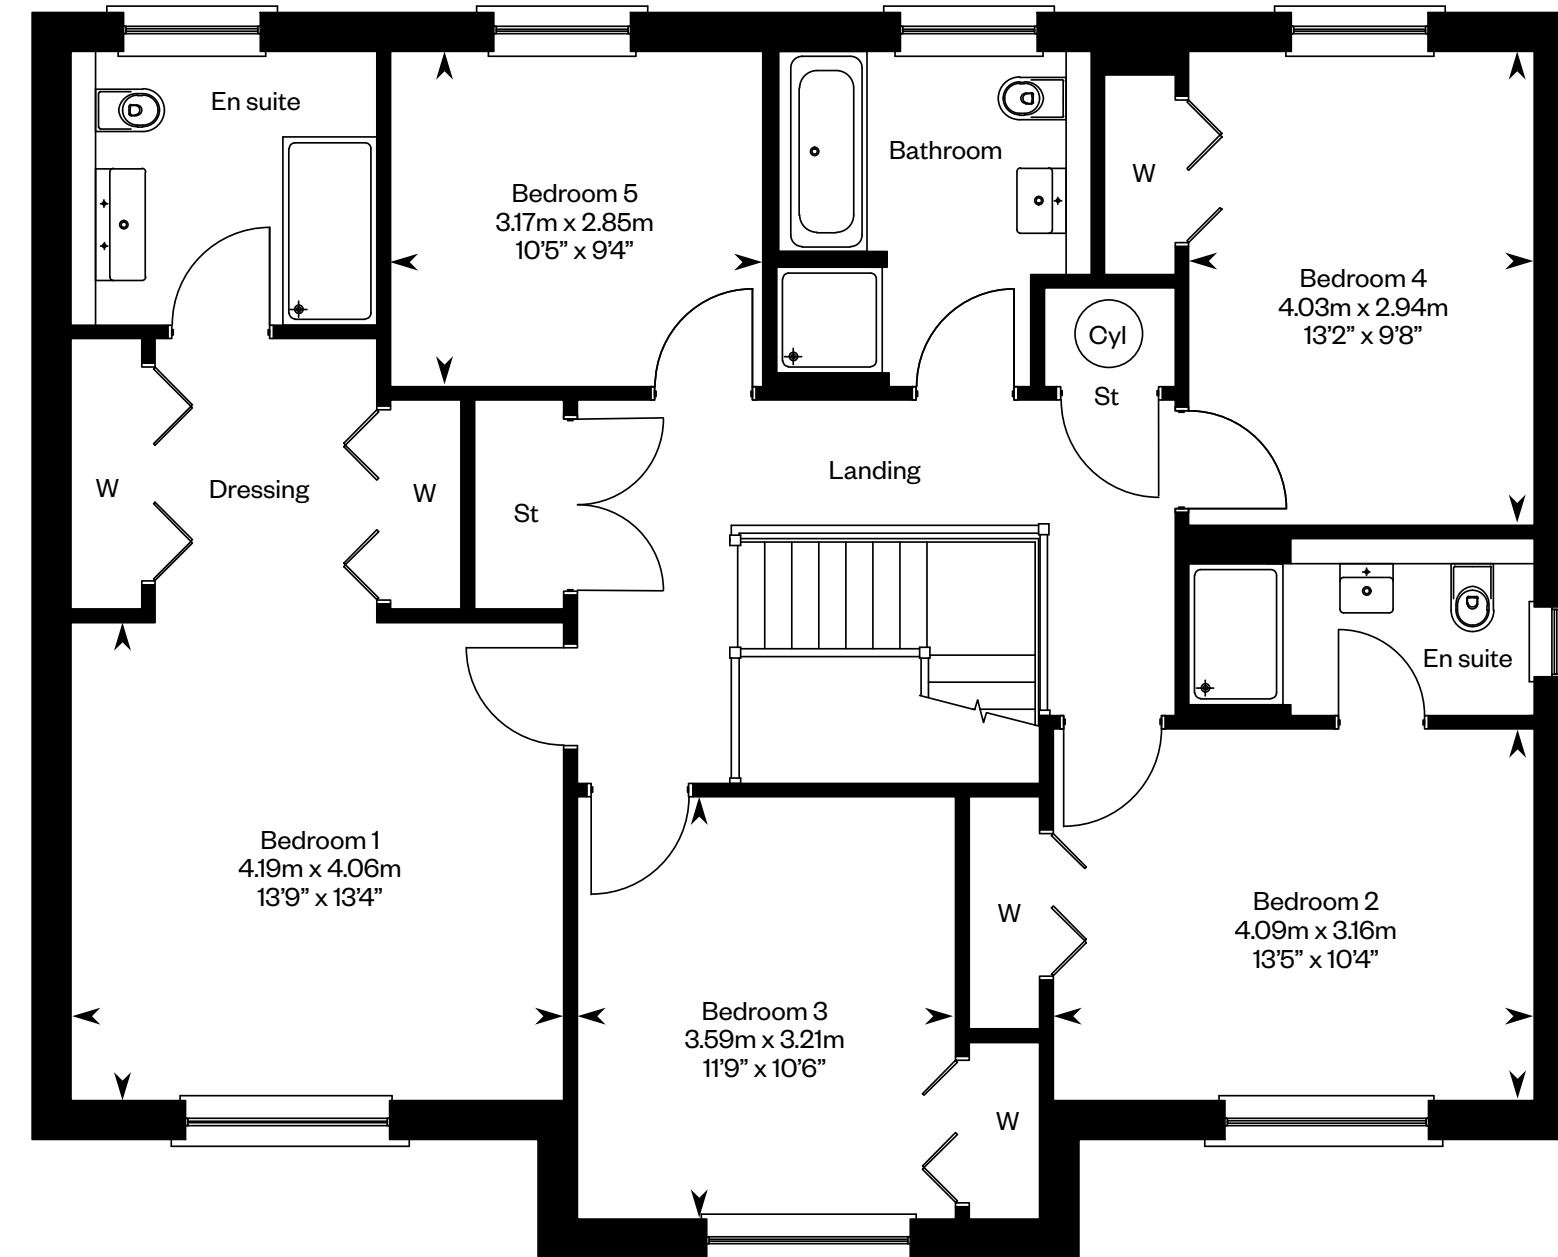 En suite
Bedroom 5
3.17m x 2.85m
10’5” x 9’4”
Bathroom
W
Bedroom 4
4.03m x 2.94m
13’2” x 9’8”
Cyl
St
W
Dressing
W
St
Landing
En suite
Bedroom 1
4.19m x 4.06m
13’9” x 13’4”
Bedroom 3
3.59m x 3.21m
11’9” x 10’6”
W
Bedroom 2
4.09m x 3.16m
13’5” x 10’4”
W